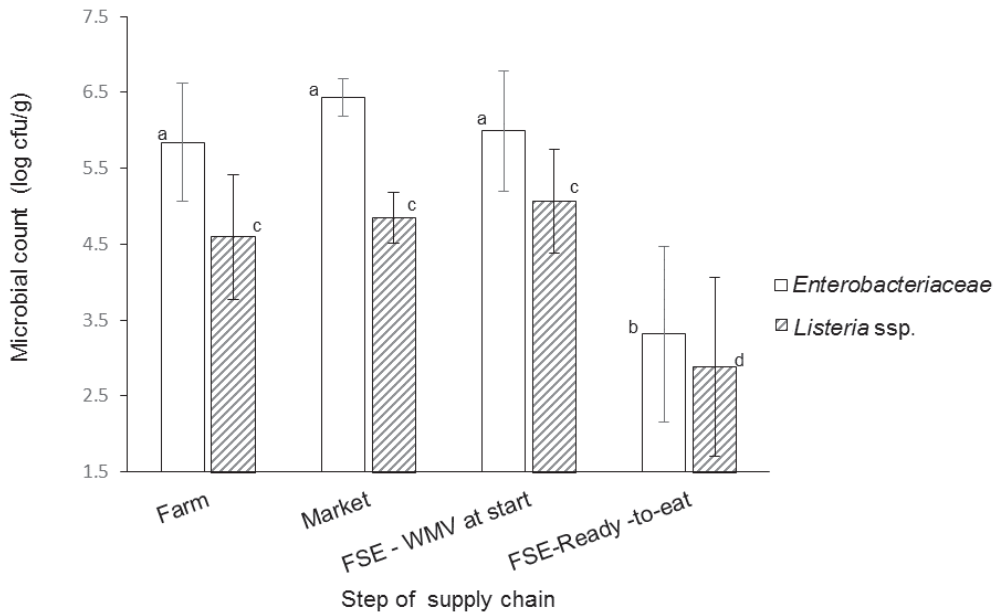 7.5
6.5
5.5
4.5
3.5
2.5
1.5
Microbial count (log cfu/g)
a
c
a
c
a
c
b
d
Enterobacteriaceae
Listeria ssp.
Farm
Market
FSE - WMV at start
FSE-Ready -to-eat
Step of supply chain